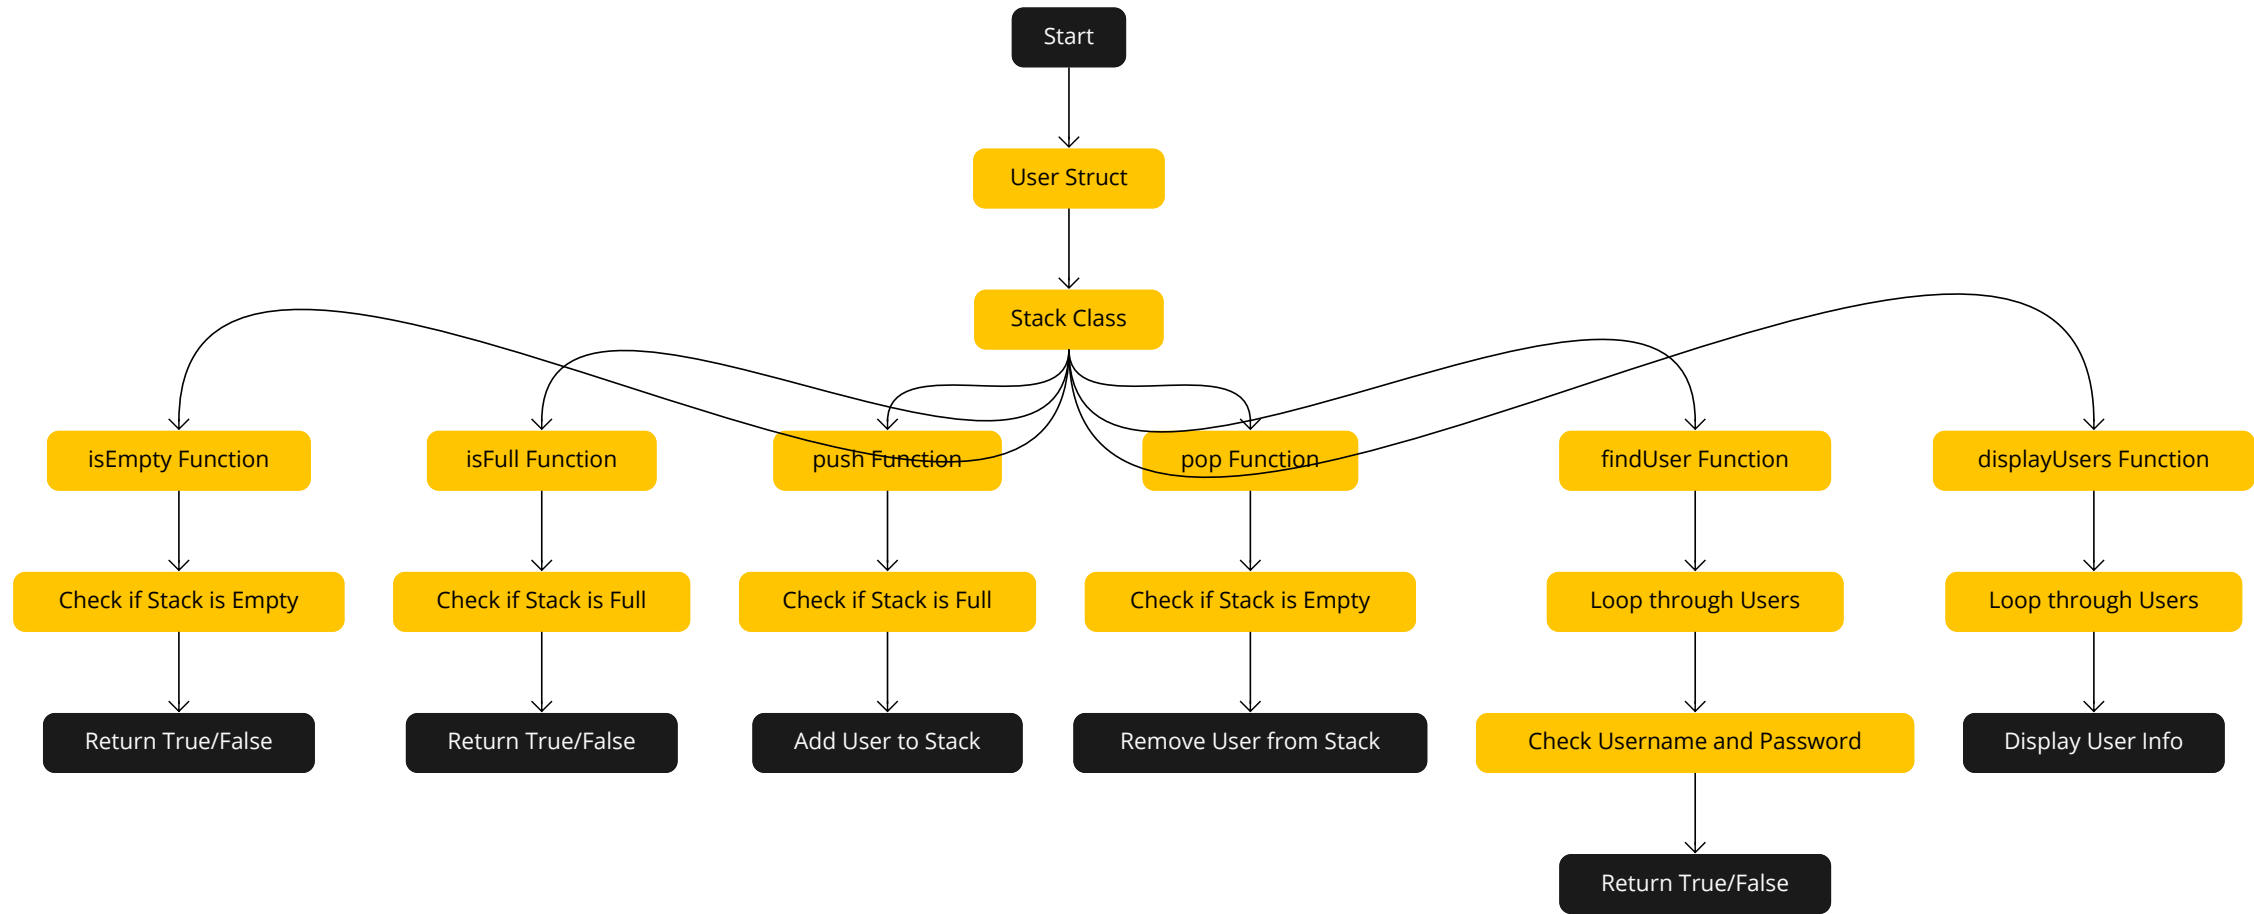 Start
User Struct
Stack Class
isEmpty Function
isFull Function
push Function
pop Function
findUser Function
displayUsers Function
Check if Stack is Empty
Check if Stack is Full
Check if Stack is Full
Check if Stack is Empty
Loop through Users
Loop through Users
Return True/False
Return True/False
Add User to Stack
Remove User from Stack
Check Username and Password
Display User Info
Return True/False